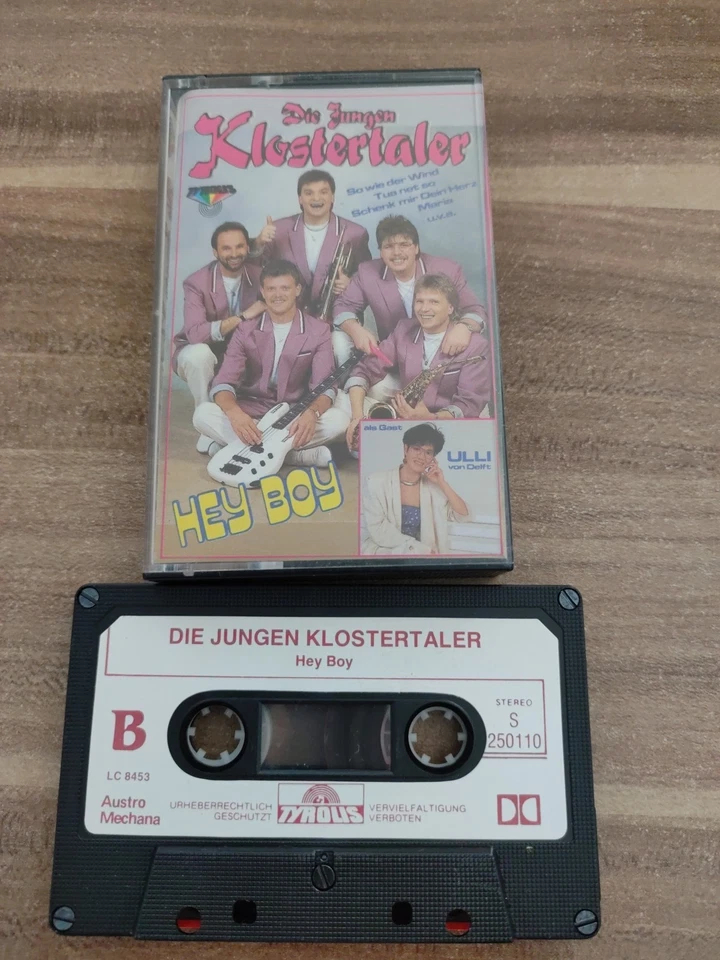 Die Jungen
Klostertaler
TYROLIS
So wie der Wind
Tua net so
Schenk mir Dein Herz
Maria
u.v.a.
als Gast
ULLI
von Delft
HEY BOY
DIE JUNGEN KLOSTERTALER
Hey Boy
B
STEREO
S
250110
LC 8453
Austro
Mechana
URHEBERRECHTLICH
GESCHÜTZT
TYROLIS
VERVIELFÄLTIGUNG
VERBOTEN